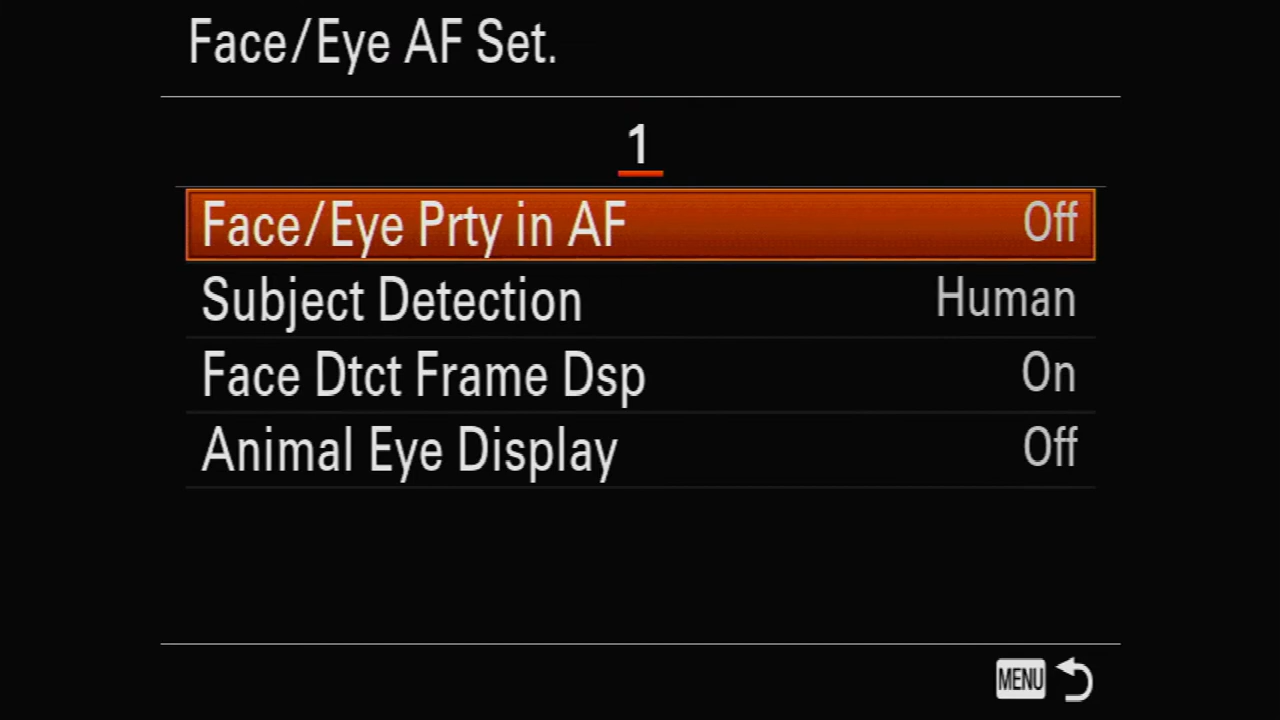 Face/Eye AF Set.
1
Face/Eye Prty in AF Off
Subject Detection Human
Face Dtct Frame Dsp On
Animal Eye Display Off
MENU